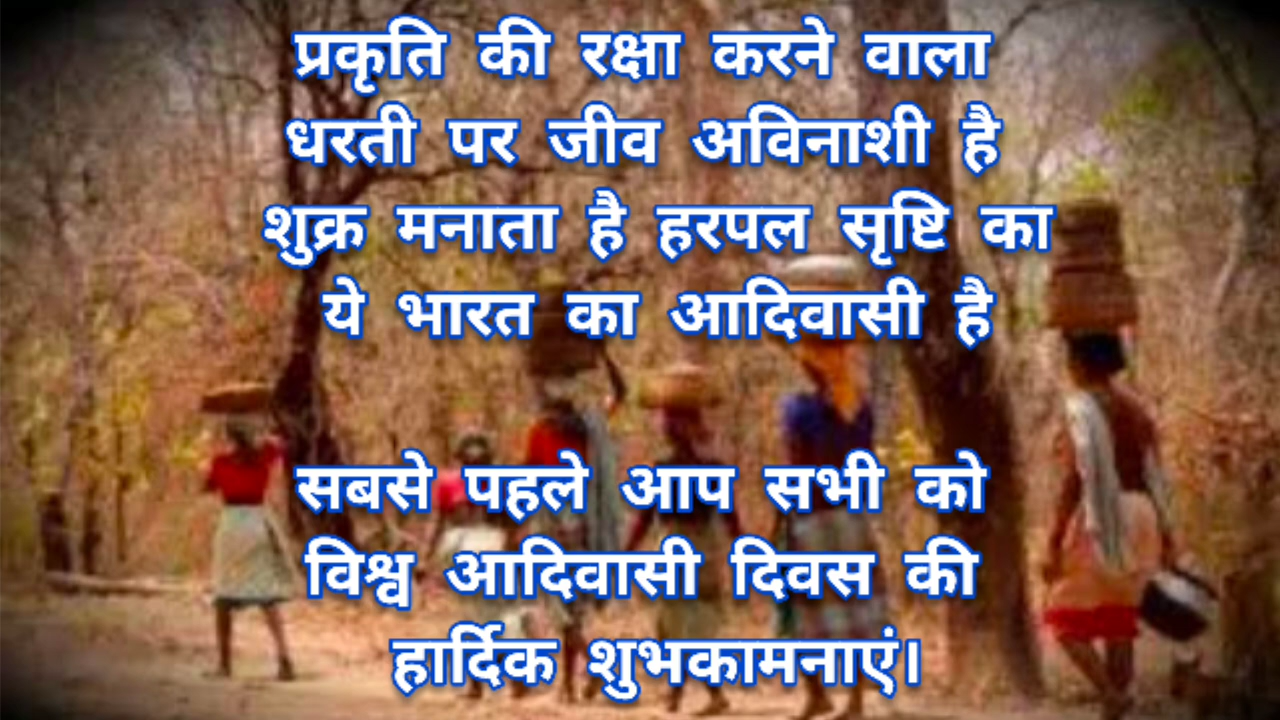 प्रकृति की रक्षा करने वाला
धरती पर जीव अविनाशी है
शुक्र मनाता है हरपल सृष्टि का
ये भारत का आदिवासी है
सबसे पहले आप सभी को
विश्व आदिवासी दिवस की
हार्दिक शुभकामनाएं।